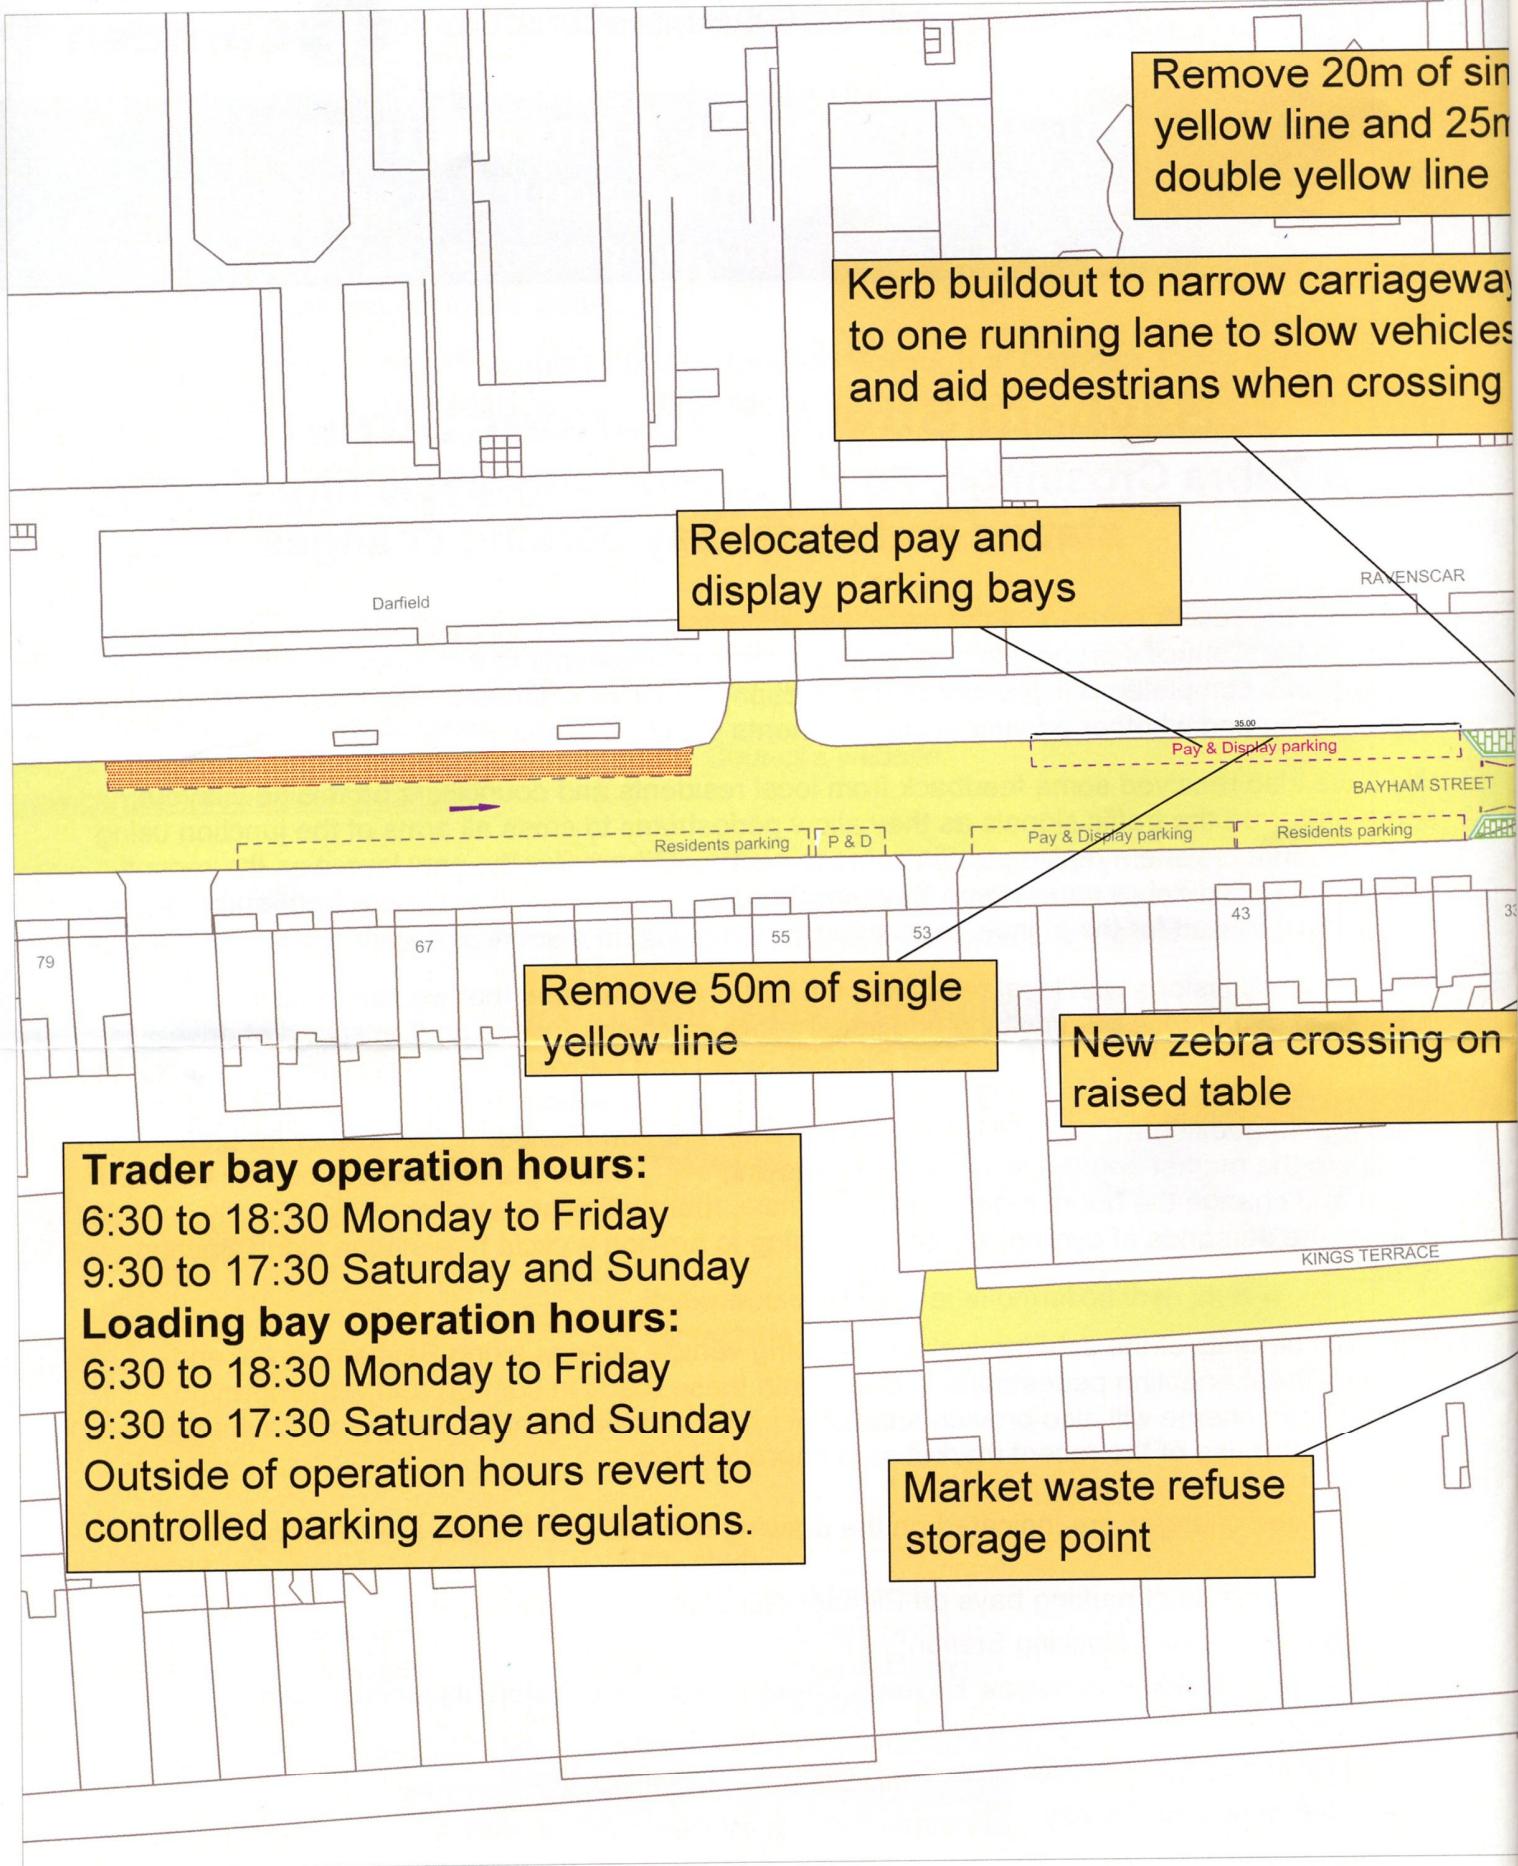 Remove 20m of sin
yellow line and 25m
double yellow line
Kerb buildout to narrow carriageway
to one running lane to slow vehicles
and aid pedestrians when crossing
Relocated pay and
display parking bays
RAVENSCAR
Darfield
35.00
Pay & Display parking
BAYHAM STREET
Residents parking
P & D
Pay & Display parking
Residents parking
79
67
55
53
43
33
Remove 50m of single
yellow line
New zebra crossing on
raised table
Trader bay operation hours:
6:30 to 18:30 Monday to Friday
9:30 to 17:30 Saturday and Sunday
Loading bay operation hours:
6:30 to 18:30 Monday to Friday
9:30 to 17:30 Saturday and Sunday
Outside of operation hours revert to
controlled parking zone regulations.
KINGS TERRACE
Market waste refuse
storage point